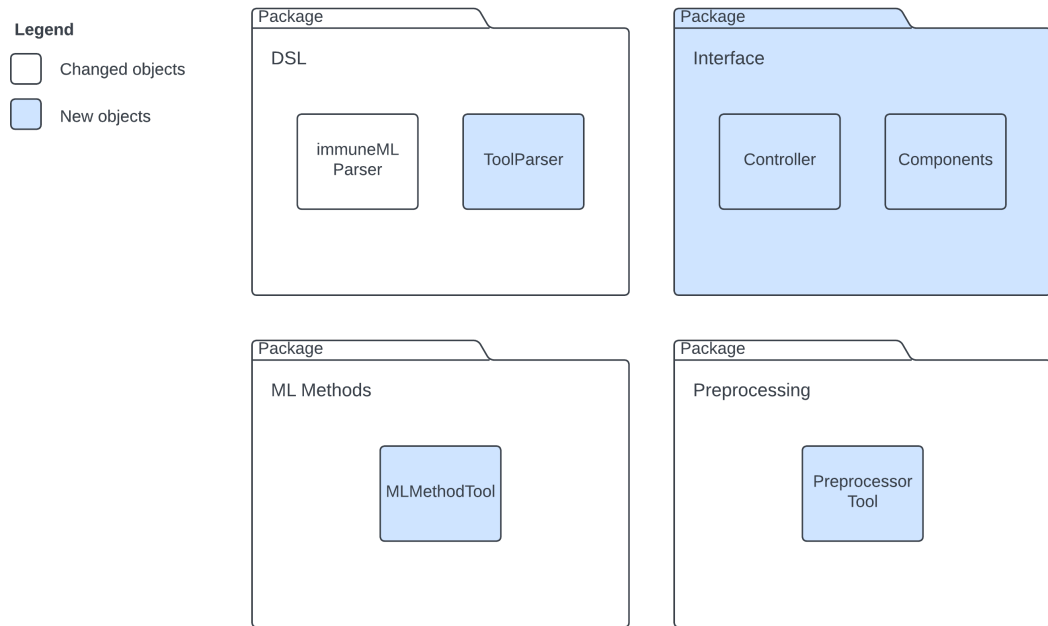 Legend
Changed objects
New objects
Package
DSL
immuneML
Parser
ToolParser
Package
Interface
Controller
Components
Package
ML Methods
MLMethodTool
Package
Preprocessing
Preprocessor
Tool